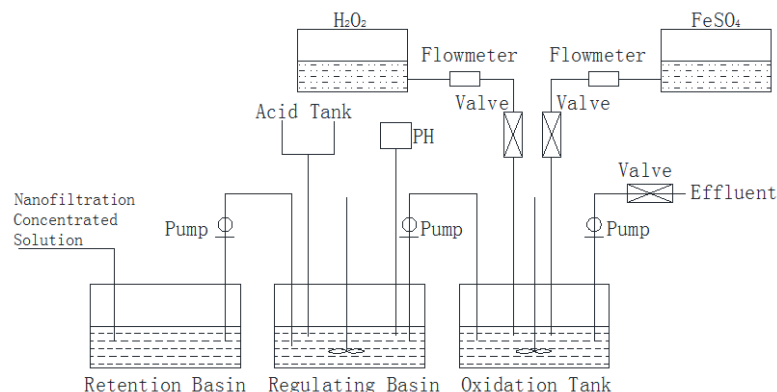 H₂O₂
FeSO₄
Flowmeter
Flowmeter
Valve
Valve
Acid Tank
PH
Valve
Nanofiltration
Concentrated
Solution
Effluent
Pump
Pump
Pump
Retention Basin
Regulating Basin
Oxidation Tank